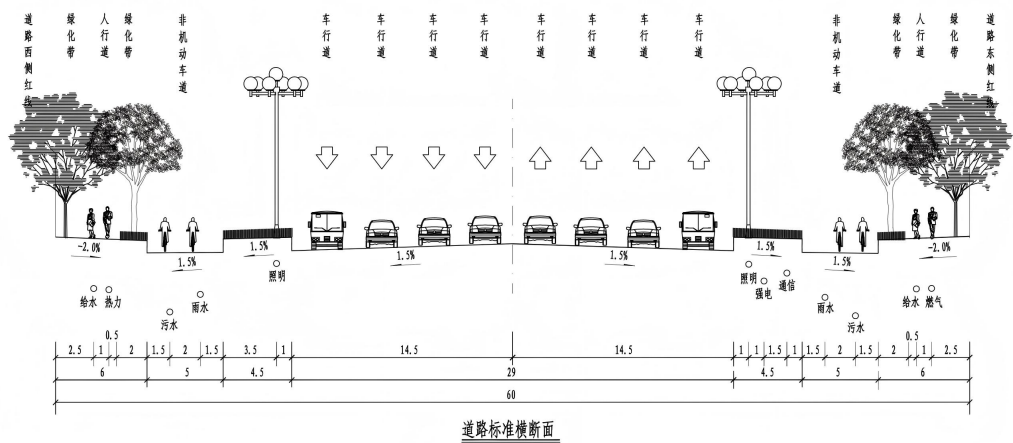 道路西侧红线
绿化带
人行道
绿化带
非机动车道
车行道
车行道
车行道
车行道
车行道
车行道
车行道
车行道
非机动车道
绿化带
人行道
绿化带
道路东侧红线
-2.0%
1.5%
1.5%
1.5%
1.5%
1.5%
1.5%
-2.0%
照明
照明
强电
通信
给水
热力
雨水
污水
雨水
污水
给水
燃气
0.5
0.5
2.5
1
2
1.5
2
1.5
3.5
1
14.5
14.5
1
1
1.5
1
1.5
2
1.5
2
1
2.5
6
5
4.5
29
4.5
5
6
60
道路标准横断面